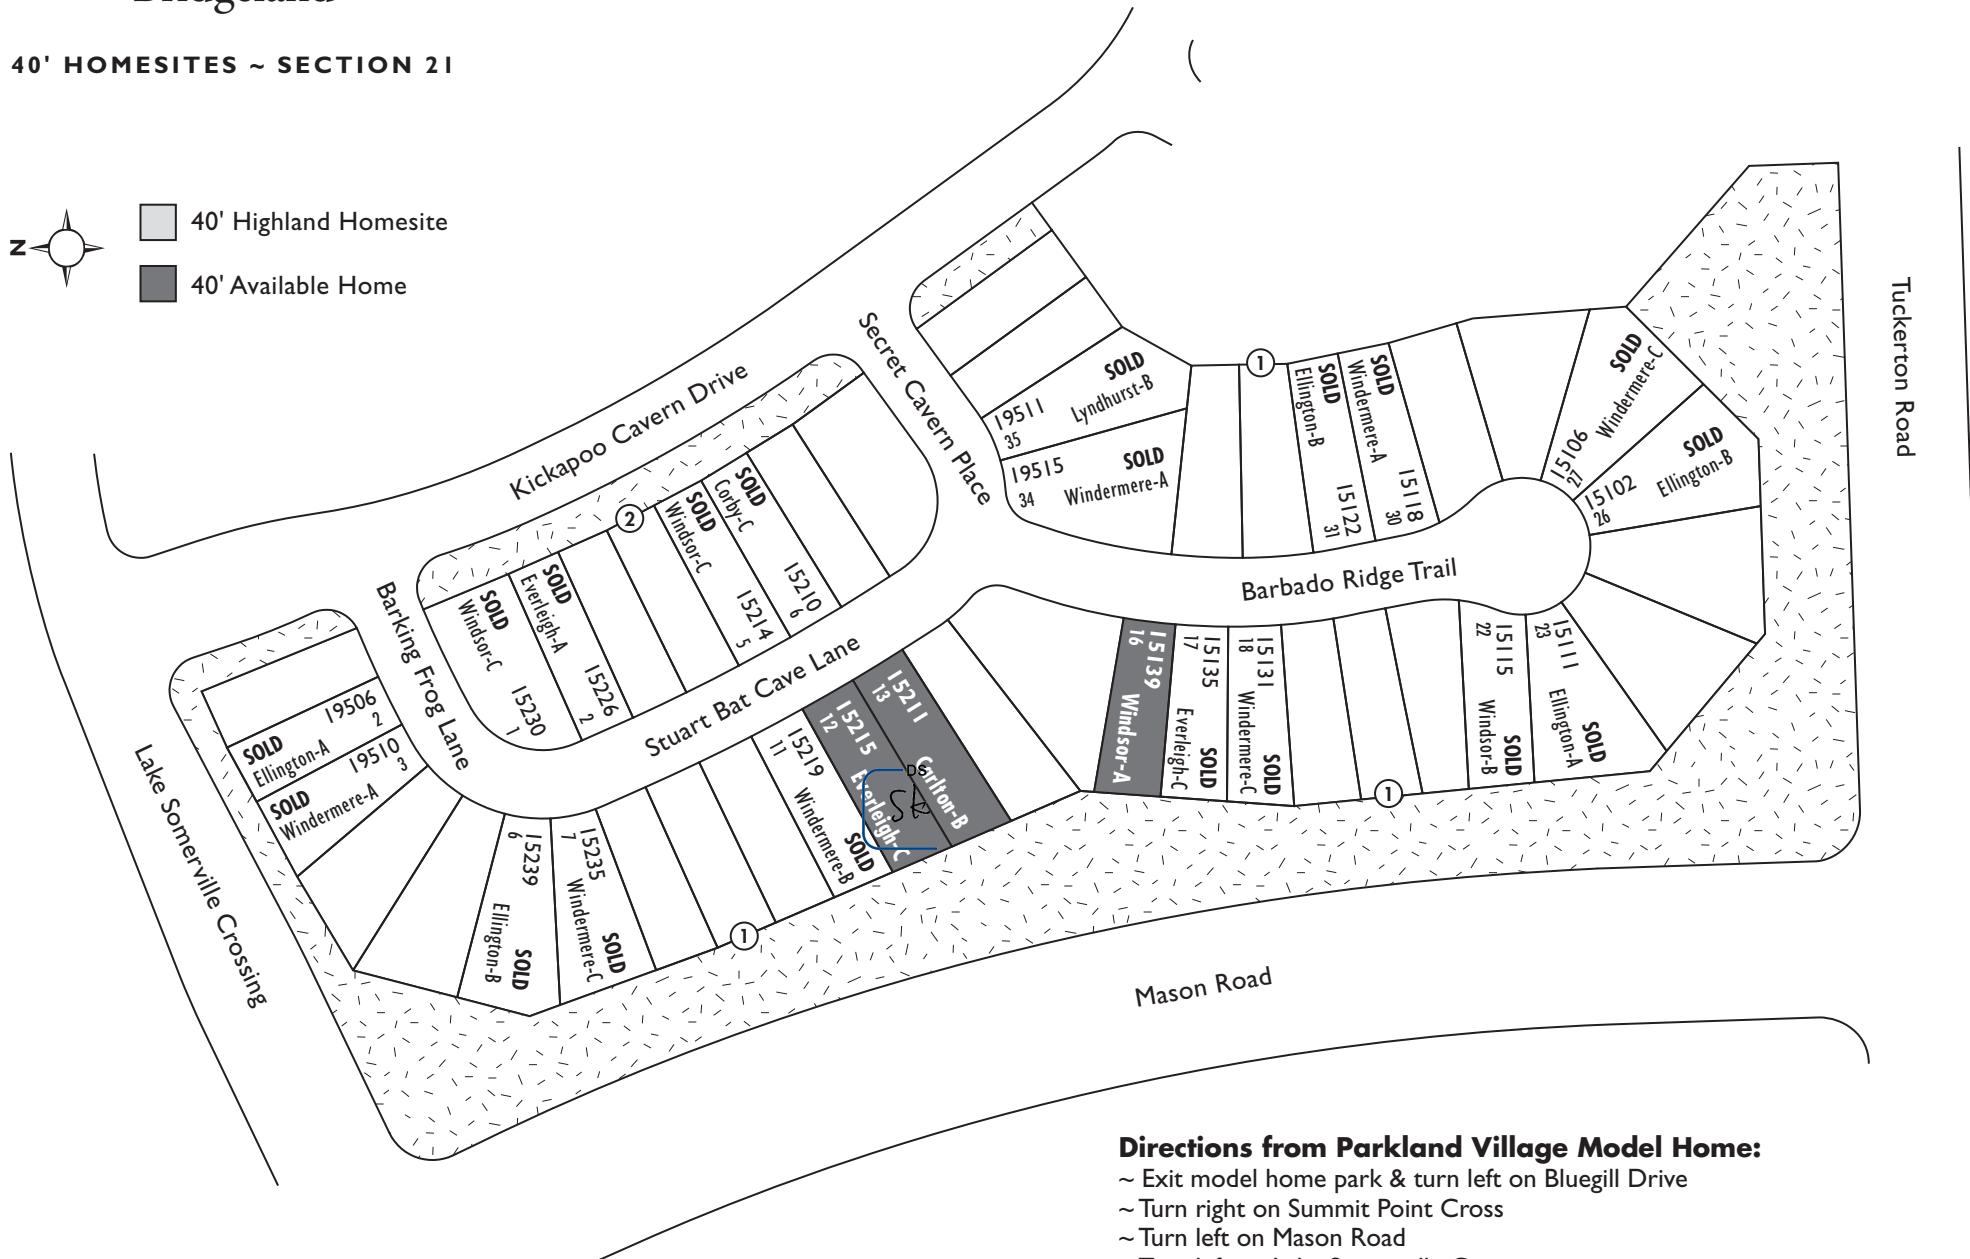 40' HOMESITES ~ SECTION 21
N
40' Highland Homesite
40' Available Home
Kickapoo Cavern Drive
Secret Cavern Place
Tuckerton Road
Barking Frog Lane
Stuart Bat Cave Lane
Barbado Ridge Trail
Lake Somerville Crossing
Mason Road
19511
35
SOLD
Lyndhurst-B
19515
34
SOLD
Windermere-A
1
SOLD
Ellington-B
15122
31
SOLD
Windermere-A
15118
30
SOLD
Windermere-C
15106
27
SOLD
Ellington-B
15102
26
2
SOLD
Windsor-C
15230
1
SOLD
Everleigh-A
15226
2
SOLD
Windsor-C
15214
5
SOLD
Corby-C
15210
6
19506
2
SOLD
Ellington-A
19510
3
SOLD
Windermere-A
15239
6
Ellington-B
SOLD
15235
7
Windermere-C
SOLD
1
15219
11
Windermere-B
SOLD
15215
12
Everleigh-C
15211
13
Carlton-B
DS
15139
16
Windsor-A
15135
17
Everleigh-C
SOLD
15131
18
Windermere-C
SOLD
1
15115
22
Windsor-B
SOLD
15111
23
Ellington-A
SOLD
Directions from Parkland Village Model Home:
~ Exit model home park & turn left on Bluegill Drive
~ Turn right on Summit Point Cross
~ Turn left on Mason Road